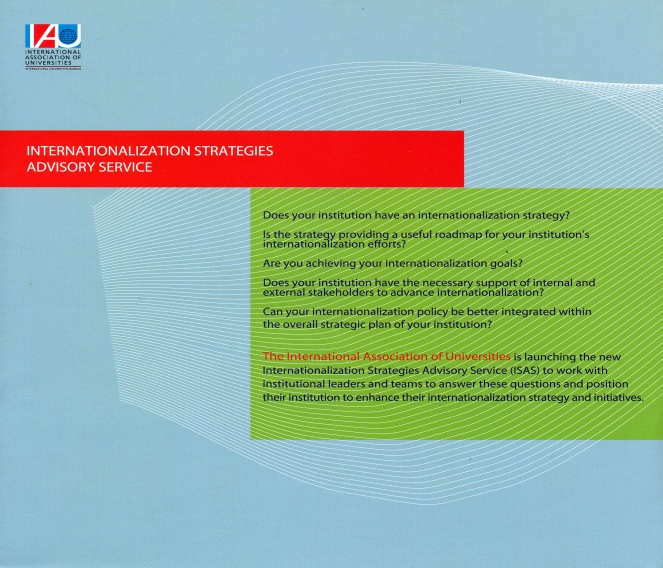 IAU
INTERNATIONAL
ASSOCIATION OF
UNIVERSITIES
INTERNATIONALIZATION STRATEGIES
ADVISORY SERVICE
Does your institution have an internationalization strategy?
Is the strategy providing a useful roadmap for your institution's
internationalization efforts?
Are you achieving your internationalization goals?
Does your institution have the necessary support of internal and
external stakeholders to advance internationalization?
Can your internationalization policy be better integrated within
the overall strategic plan of your institution?
The International Association of Universities is launching the new
Internationalization Strategies Advisory Service (ISAS) to work with
institutional leaders and teams to answer these questions and position
their institution to enhance their internationalization strategy and initiatives.